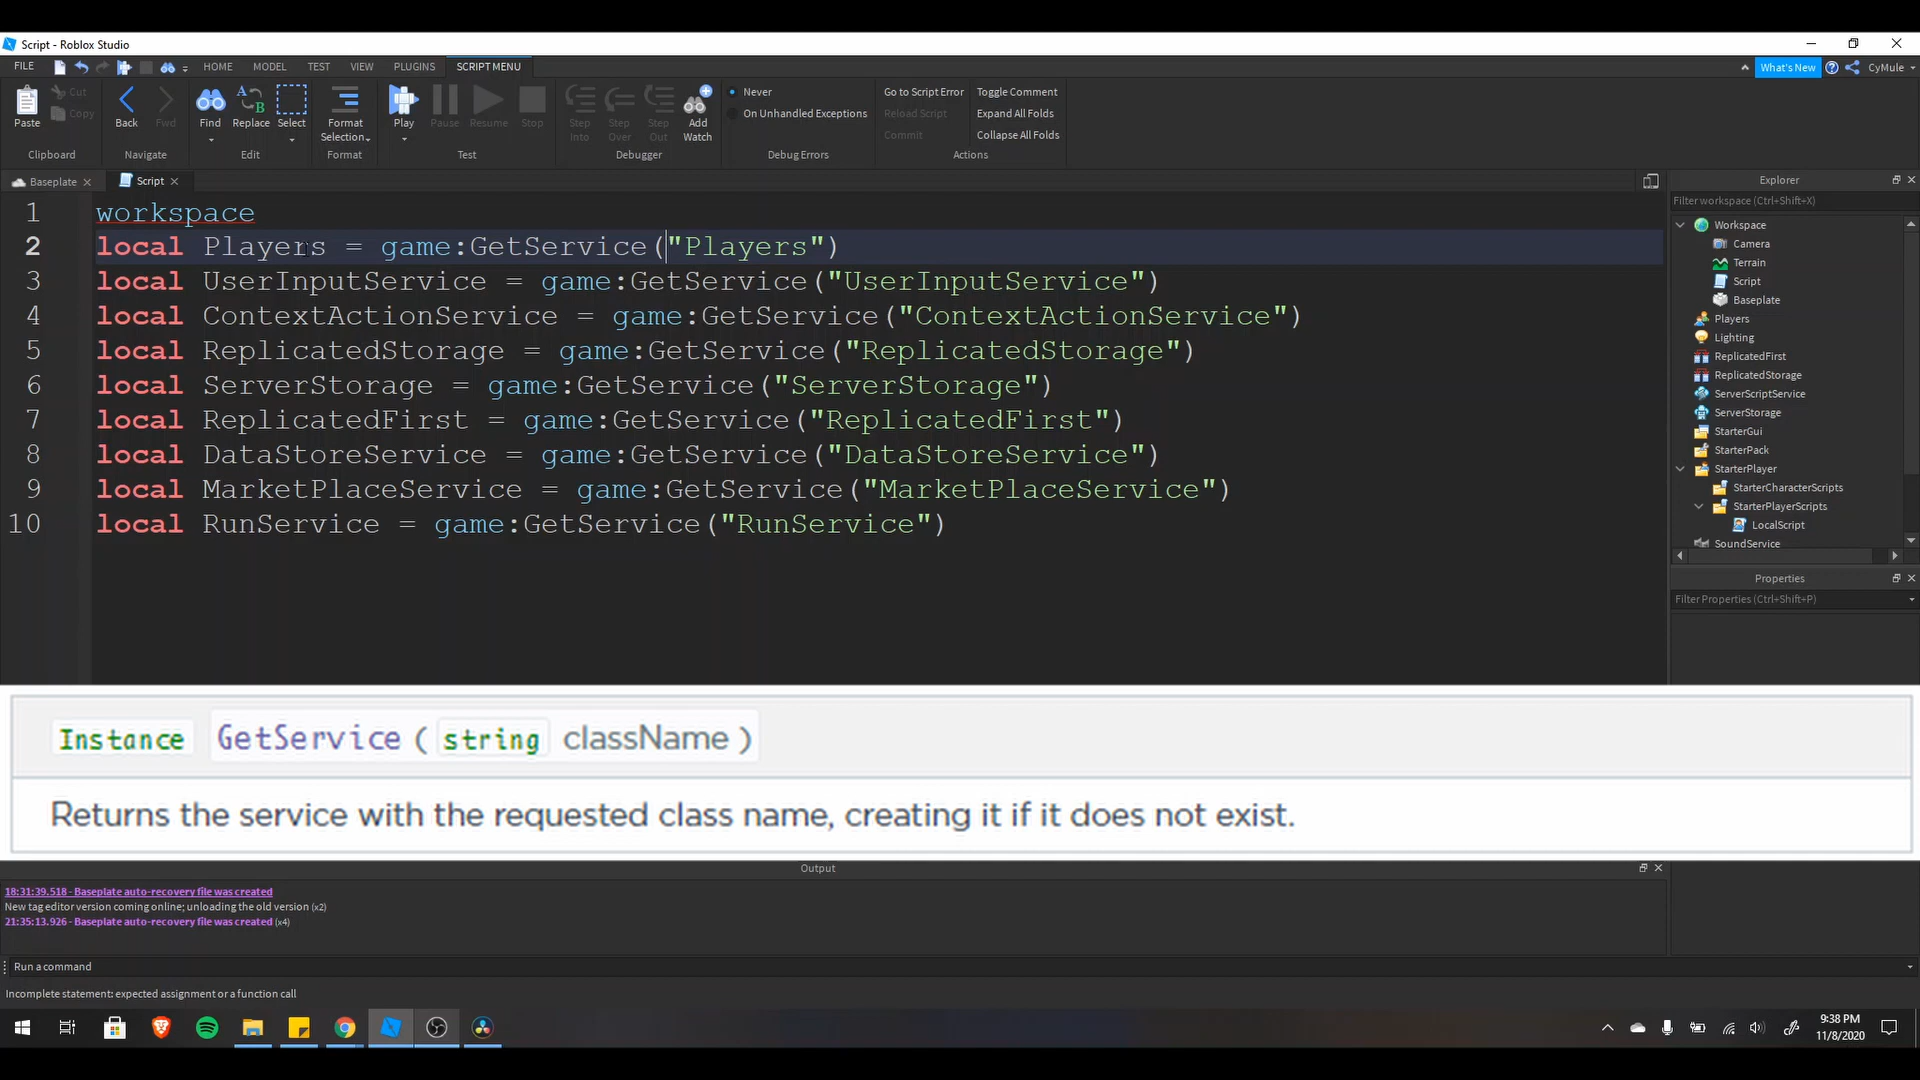 Script - Roblox Studio
FILE HOME MODEL TEST VIEW PLUGINS SCRIPT MENU What's New CyMule
Paste Cut Copy Back Fwd Find Replace Select Format Selection Play Pause Resume Stop Step Into Step Over Step Out Add Watch
Never Go to Script Error Toggle Comment
On Unhandled Exceptions Reload Script Expand All Folds
Commit Collapse All Folds
Clipboard Navigate Edit Format Test Debugger Debug Errors Actions
Baseplate Script
1 workspace
2 local Players = game:GetService("Players")
3 local UserInputService = game:GetService("UserInputService")
4 local ContextActionService = game:GetService("ContextActionService")
5 local ReplicatedStorage = game:GetService("ReplicatedStorage")
6 local ServerStorage = game:GetService("ServerStorage")
7 local ReplicatedFirst = game:GetService("ReplicatedFirst")
8 local DataStoreService = game:GetService("DataStoreService")
9 local MarketPlaceService = game:GetService("MarketPlaceService")
10 local RunService = game:GetService("RunService")
Explorer
Filter workspace (Ctrl+Shift+X)
Workspace
Camera
Terrain
Script
Baseplate
Players
Lighting
ReplicatedFirst
ReplicatedStorage
ServerScriptService
ServerStorage
StarterGui
StarterPack
StarterPlayer
StarterCharacterScripts
StarterPlayerScripts
LocalScript
SoundService
Properties
Filter Properties (Ctrl+Shift+P)
Instance GetService ( string className )
Returns the service with the requested class name, creating it if it does not exist.
Output
18:31:39.518 - Baseplate auto-recovery file was created
New tag editor version coming online; unloading the old version (x2)
21:35:13.926 - Baseplate auto-recovery file was created (x4)
Run a command
Incomplete statement: expected assignment or a function call
9:38 PM
11/8/2020